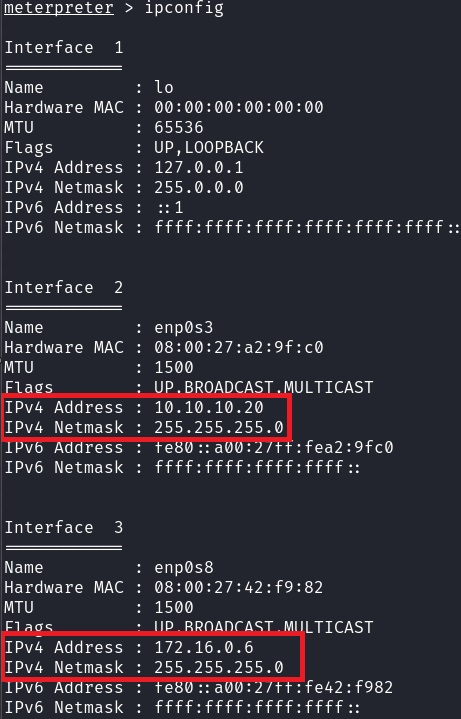 meterpreter > ipconfig
Interface  1
============
Name         : lo
Hardware MAC : 00:00:00:00:00:00
MTU          : 65536
Flags        : UP,LOOPBACK
IPv4 Address : 127.0.0.1
IPv4 Netmask : 255.0.0.0
IPv6 Address : ::1
IPv6 Netmask : ffff:ffff:ffff:ffff:ffff:ffff::
Interface  2
============
Name         : enp0s3
Hardware MAC : 08:00:27:a2:9f:c0
MTU          : 1500
Flags        : UP,BROADCAST,MULTICAST
IPv4 Address : 10.10.10.20
IPv4 Netmask : 255.255.255.0
IPv6 Address : fe80::a00:27ff:fea2:9fc0
IPv6 Netmask : ffff:ffff:ffff:ffff::
Interface  3
============
Name         : enp0s8
Hardware MAC : 08:00:27:42:f9:82
MTU          : 1500
Flags        : UP,BROADCAST,MULTICAST
IPv4 Address : 172.16.0.6
IPv4 Netmask : 255.255.255.0
IPv6 Address : fe80::a00:27ff:fe42:f982
IPv6 Netmask : ffff:ffff:ffff:ffff::